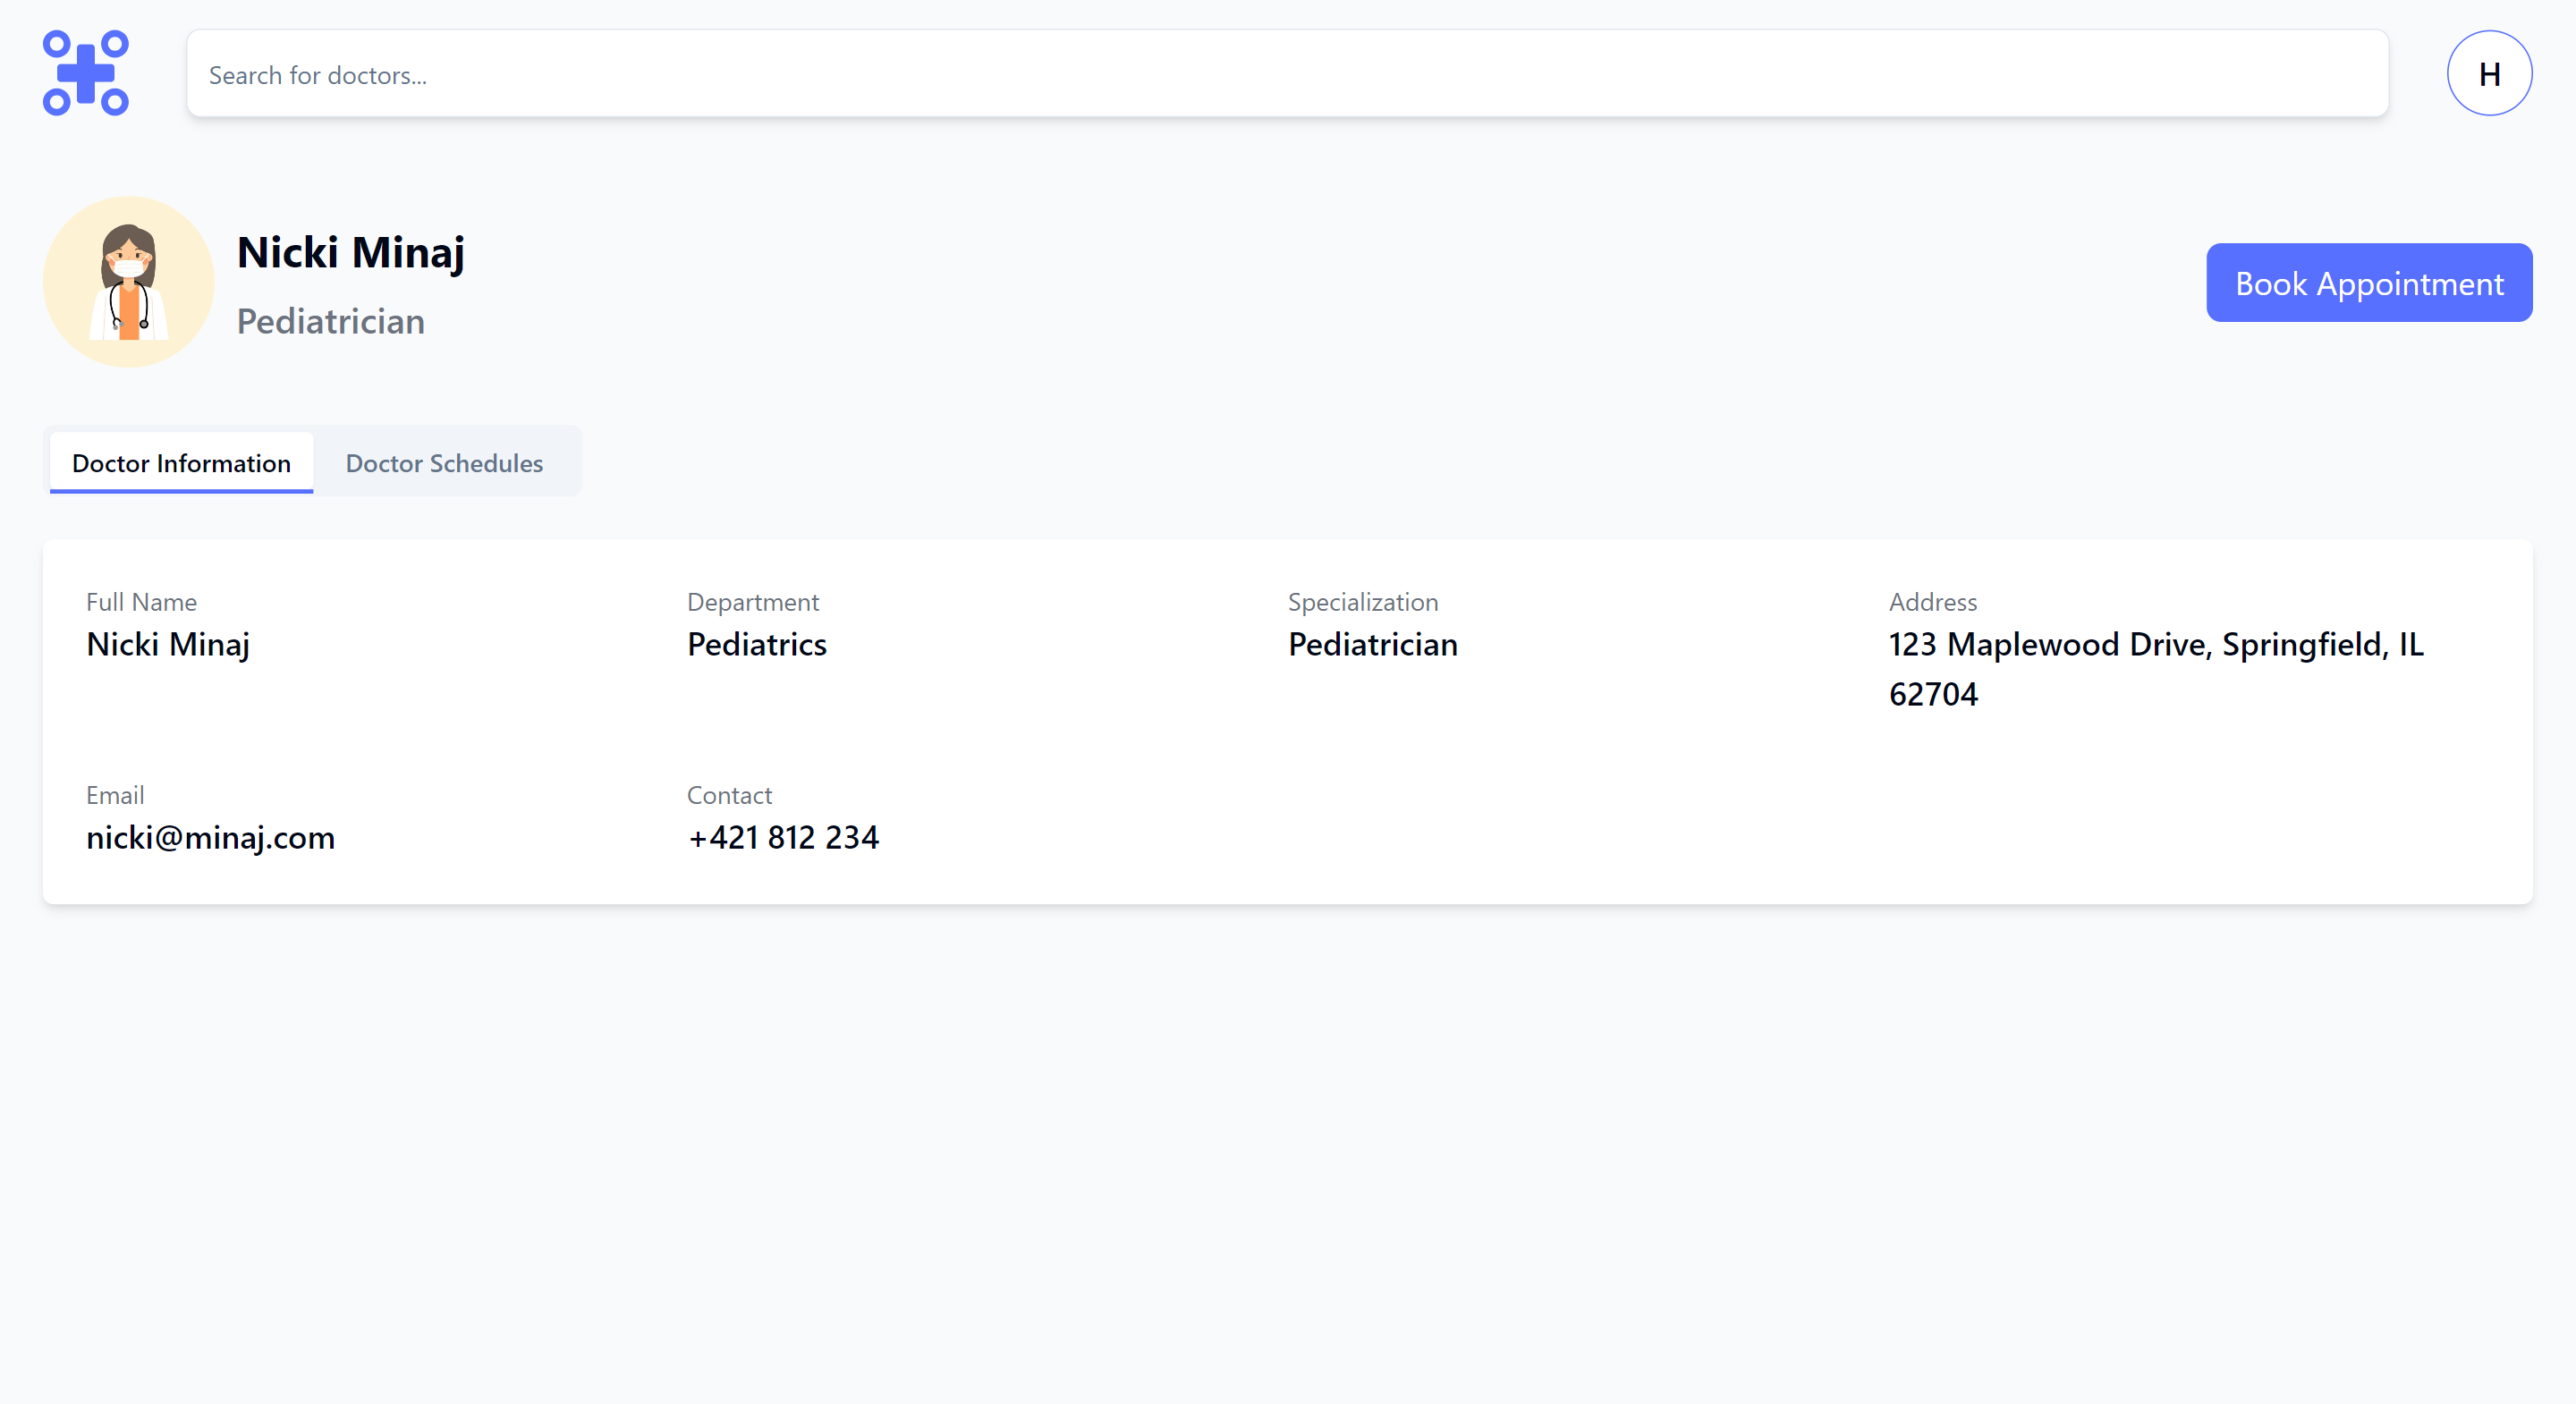 Search for doctors...
H
Nicki Minaj
Pediatrician
Book Appointment
Doctor Information
Doctor Schedules
Full Name
Nicki Minaj
Department
Pediatrics
Specialization
Pediatrician
Address
123 Maplewood Drive, Springfield, IL
62704
Email
nicki@minaj.com
Contact
+421 812 234